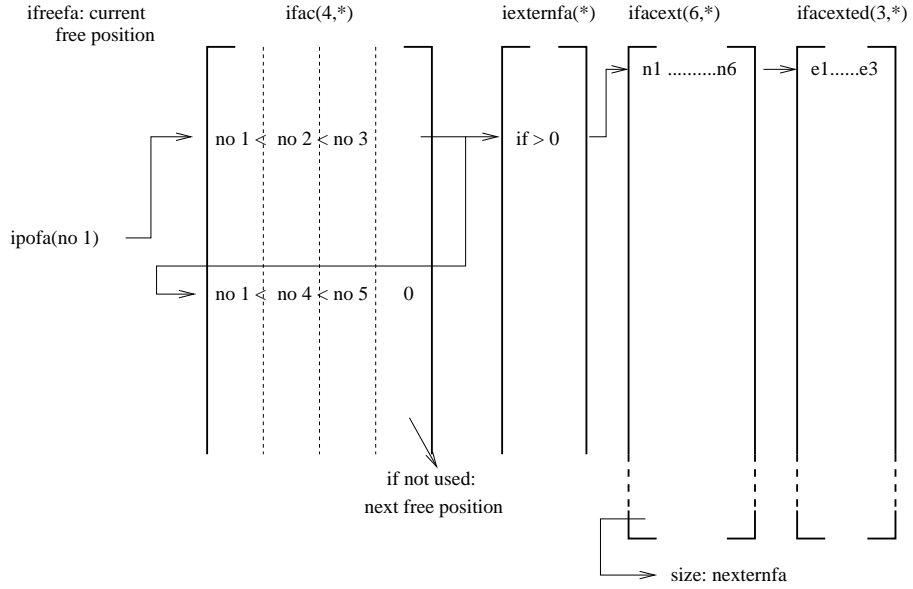 ifreefa: current
free position
ifac(4,*)
iexternfa(*)
ifacext(6,*)
ifacexted(3,*)
n1 ..........n6
e1......e3
no 1 < no 2 < no 3
if > 0
ipofa(no 1)
no 1 < no 4 < no 5 0
if not used:
next free position
size: nexternfa